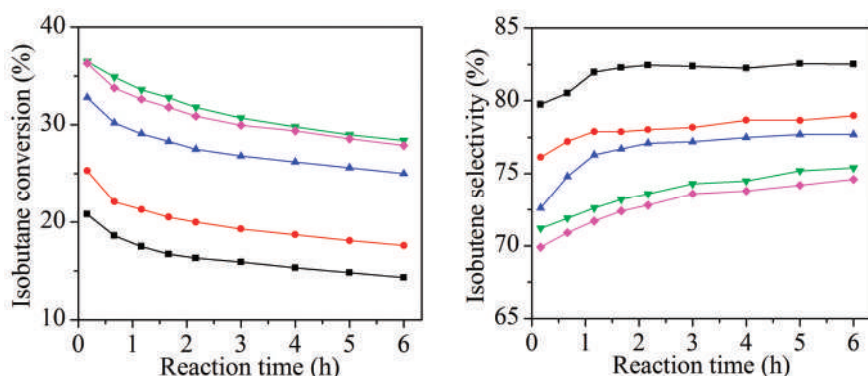 Isobutane conversion (%)
40
30
20
10
0 1 2 3 4 5 6
Reaction time (h)
Isobutene selectivity (%)
85
80
75
70
65
0 1 2 3 4 5 6
Reaction time (h)